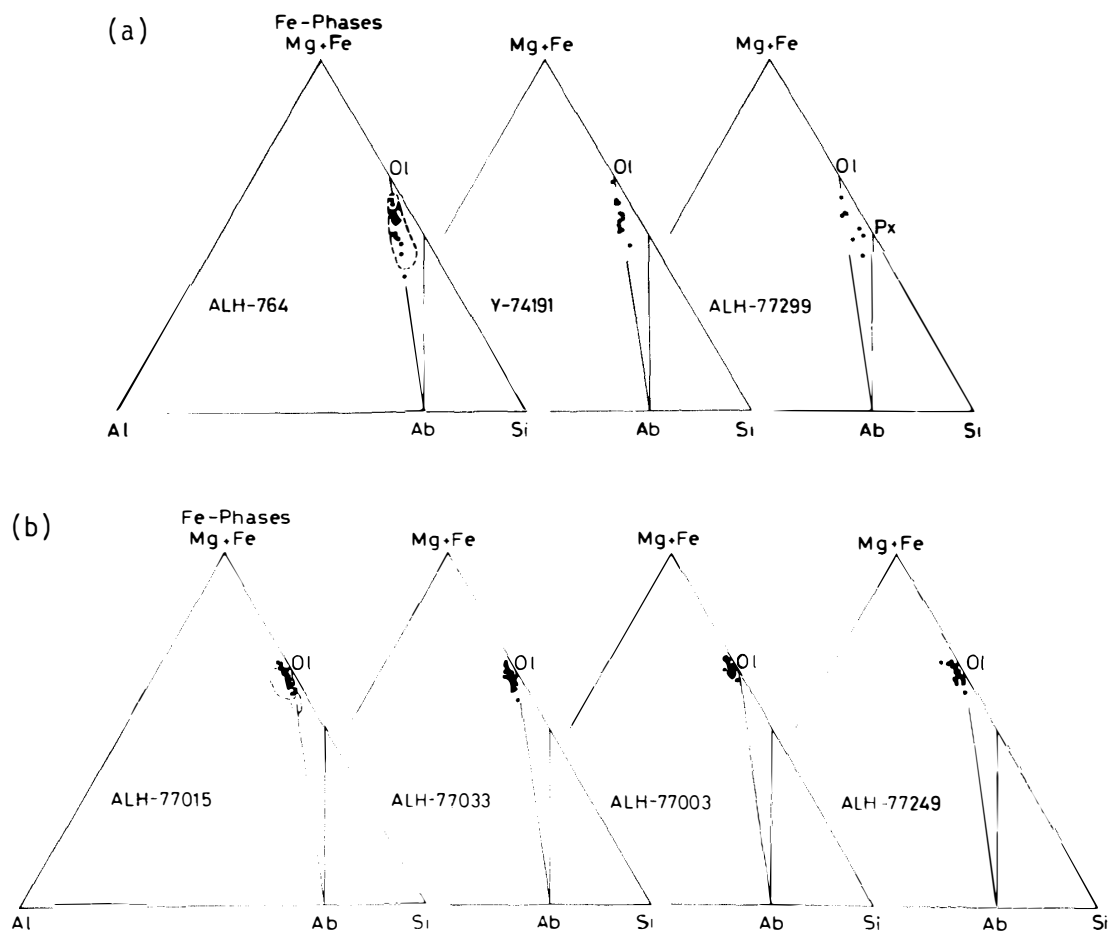 (a)
Fe-Phases
Mg+Fe Mg+Fe Mg+Fe
Ol Ol Ol
Px
ALH-764 Y-74191 ALH-77299
Al Ab Si Ab Si Ab Si
(b)
Fe-Phases
Mg+Fe Mg+Fe Mg+Fe Mg+Fe
Ol Ol Ol Ol
ALH-77015 ALH-77033 ALH-77003 ALH-77249
Al Ab Si Ab Si Ab Si Ab Si